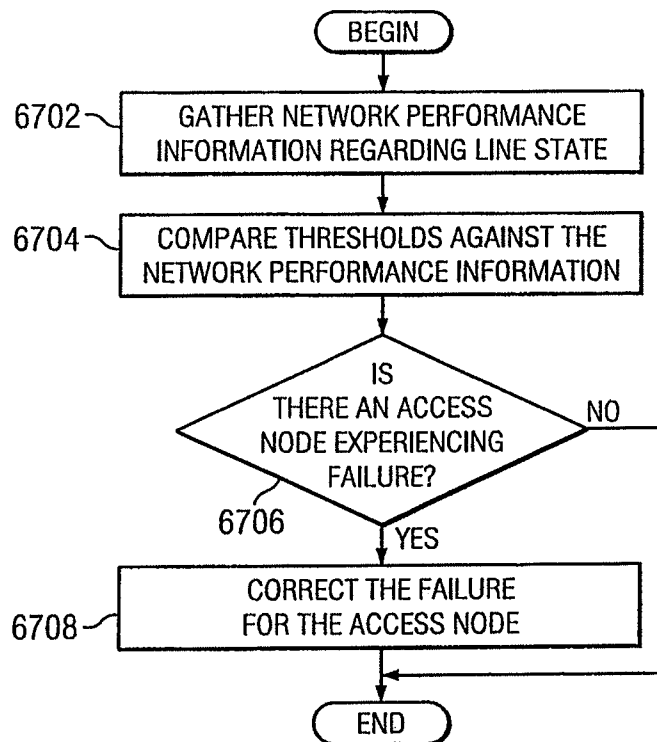 BEGIN
6702
GATHER NETWORK PERFORMANCE
INFORMATION REGARDING LINE STATE
6704
COMPARE THRESHOLDS AGAINST THE
NETWORK PERFORMANCE INFORMATION
IS
THERE AN ACCESS
NODE EXPERIENCING
FAILURE?
NO
6706
YES
6708
CORRECT THE FAILURE
FOR THE ACCESS NODE
END